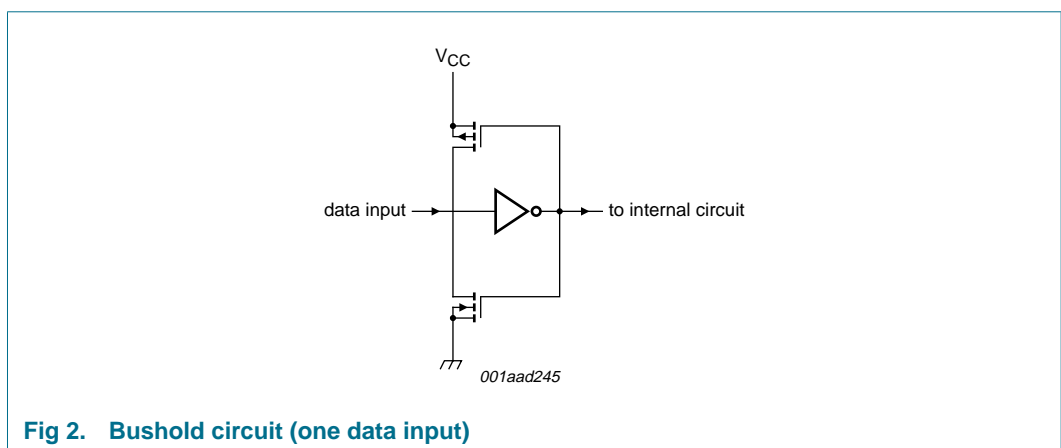 VCC
data input
to internal circuit
001aad245
Fig 2. Bushold circuit (one data input)